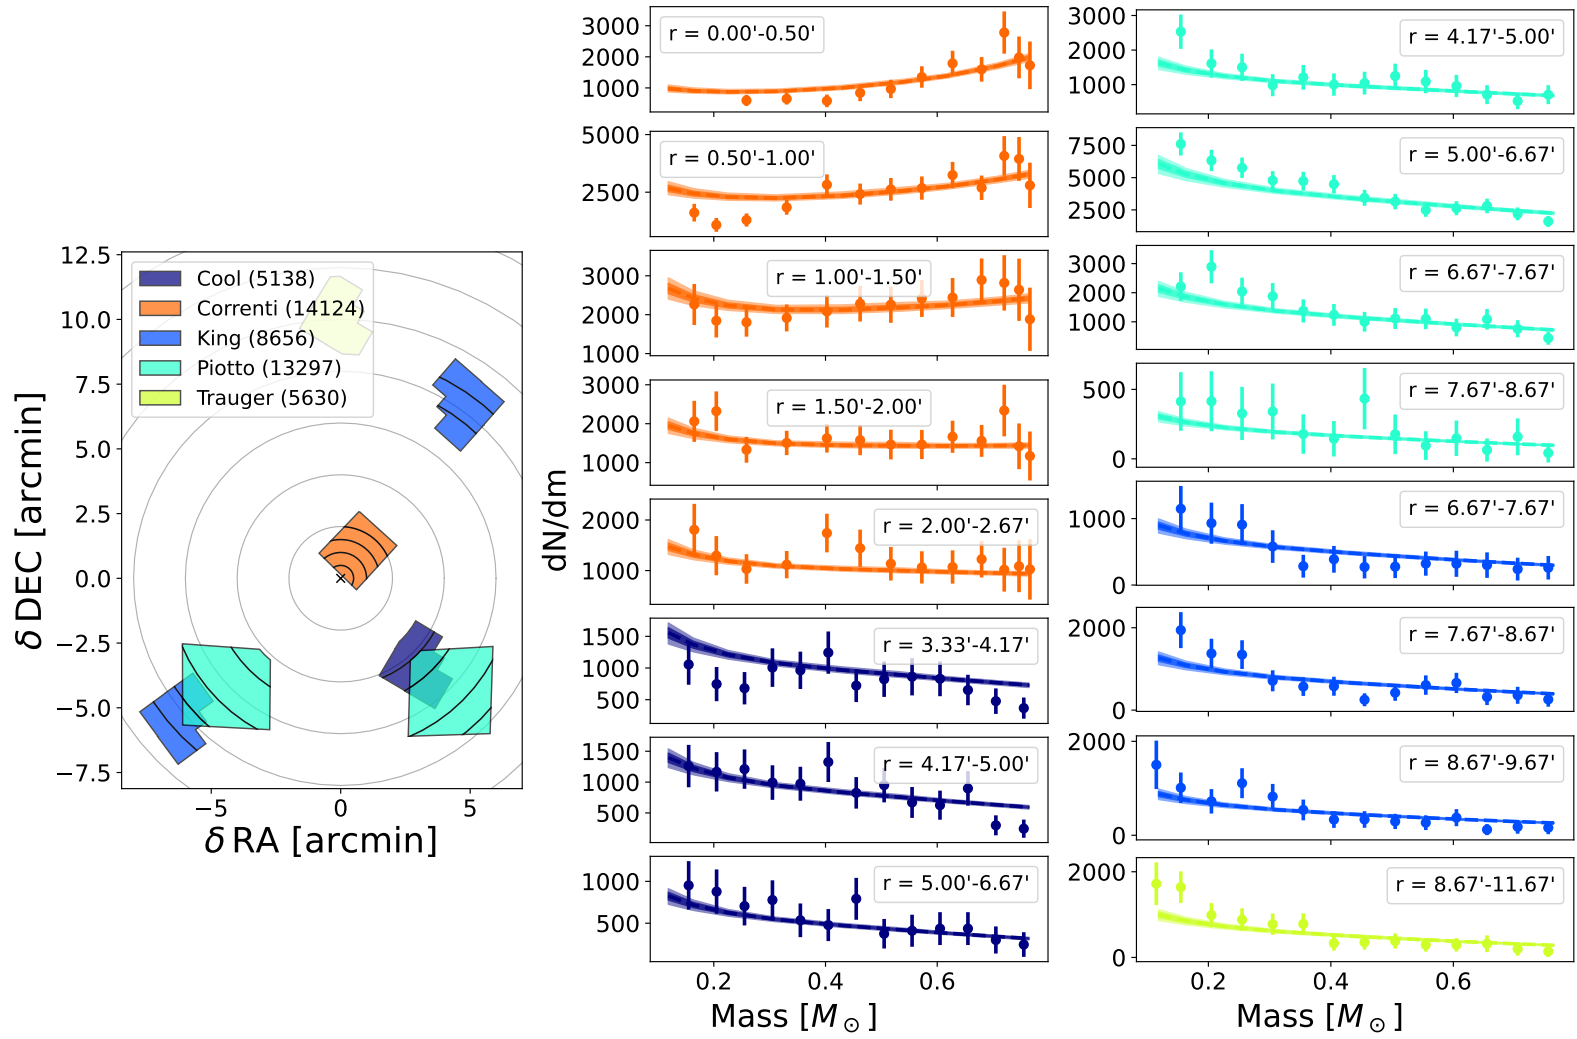 12.5
10.0
7.5
5.0
2.5
0.0
−2.5
−5.0
−7.5
−5
0
5
δ RA [arcmin]
δ DEC [arcmin]
Cool (5138)
Correnti (14124)
King (8656)
Piotto (13297)
Trauger (5630)
dN/dm
3000
2000
1000
r = 0.00'-0.50'
5000
2500
r = 0.50'-1.00'
3000
2000
1000
r = 1.00'-1.50'
3000
2000
1000
r = 1.50'-2.00'
2000
1000
r = 2.00'-2.67'
1500
1000
500
r = 3.33'-4.17'
1500
1000
500
r = 4.17'-5.00'
1000
500
r = 5.00'-6.67'
0.2
0.4
0.6
Mass [M⊙]
3000
2000
1000
r = 4.17'-5.00'
7500
5000
2500
r = 5.00'-6.67'
3000
2000
1000
r = 6.67'-7.67'
500
0
r = 7.67'-8.67'
1000
0
r = 6.67'-7.67'
2000
0
r = 7.67'-8.67'
2000
0
r = 8.67'-9.67'
2000
0
r = 8.67'-11.67'
0.2
0.4
0.6
Mass [M⊙]